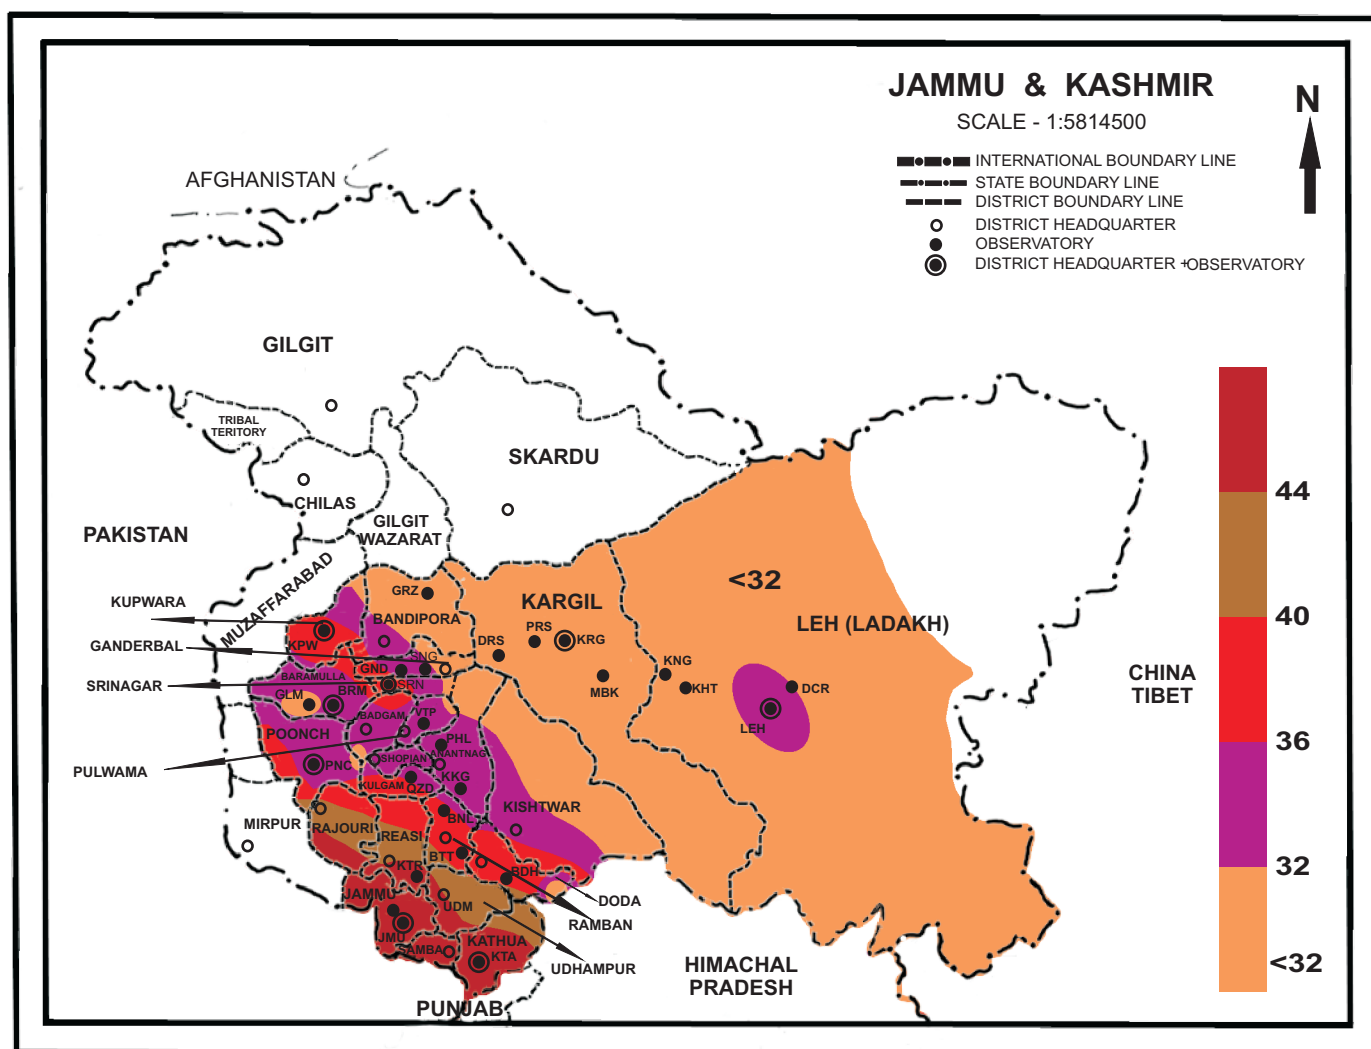 JAMMU & KASHMIR
SCALE - 1:5814500
N
INTERNATIONAL BOUNDARY LINE
STATE BOUNDARY LINE
DISTRICT BOUNDARY LINE
DISTRICT HEADQUARTER
OBSERVATORY
DISTRICT HEADQUARTER +OBSERVATORY
AFGHANISTAN
GILGIT
TRIBAL
TERITORY
SKARDU
CHILAS
GILGIT
WAZARAT
PAKISTAN
MUZAFFARABAD
KUPWARA
GANDERBAL
SRINAGAR
PULWAMA
GRZ
BANDIPORA
KARGIL
<32
LEH (LADAKH)
KPW
DRS
PRS
KRG
SNG
GND
KNG
BARAMULLA
SRN
MBK
KHT
DCR
GLM
BRM
LEH
BADGAM
VTP
POONCH
PHL
ANANTNAG
SHOPIAN
PNC
KKG
KULGAM
QZD
KISHTWAR
MIRPUR
RAJOURI
BNL
REASI
BTT
KTR
BDH
JAMMU
UDM
DODA
RAMBAN
JMU
SAMBA
KATHUA
KTA
UDHAMPUR
HIMACHAL
PRADESH
PUNJAB
CHINA
TIBET
44
40
36
32
<32